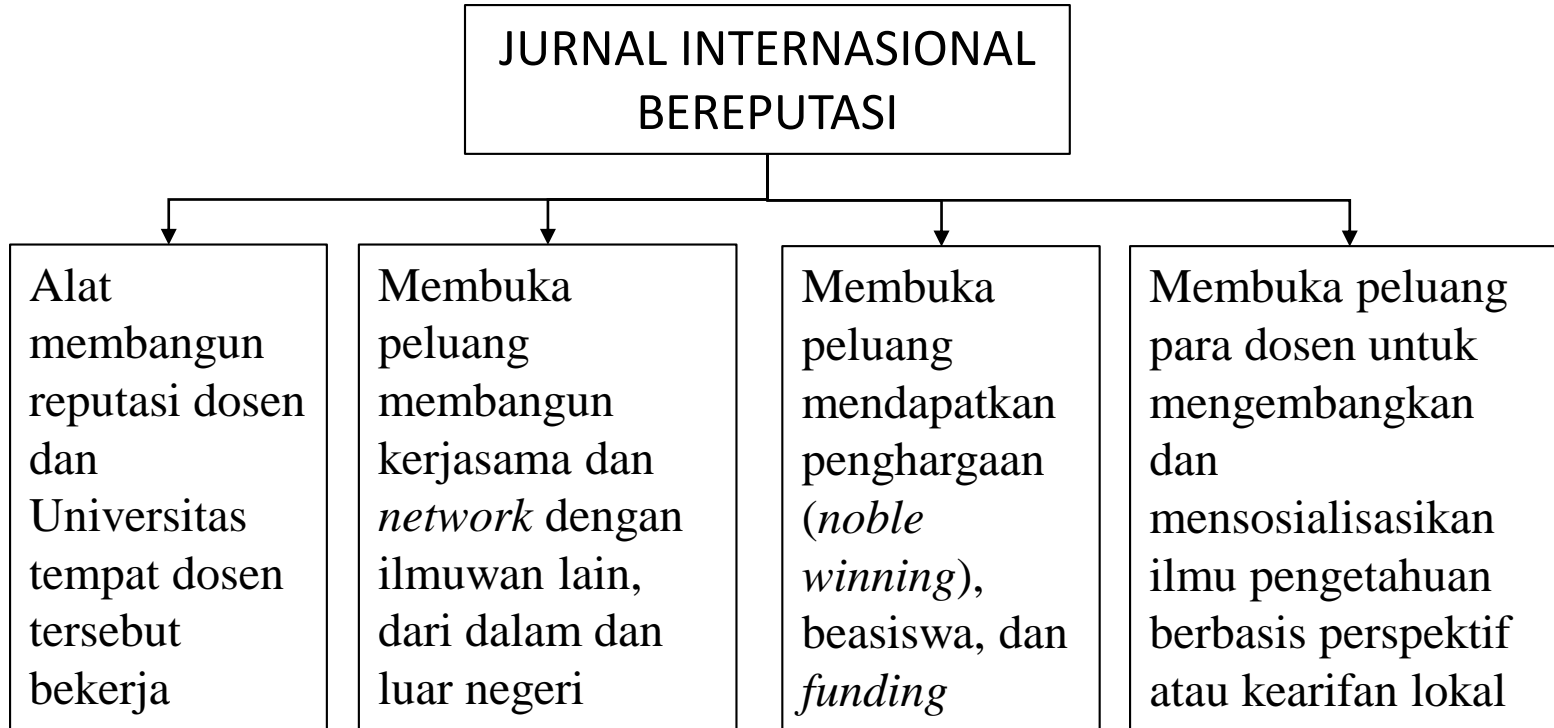 JURNAL INTERNASIONAL
BEREPUTASI
Alat
membangun
reputasi dosen
dan
Universitas
tempat dosen
tersebut
bekerja
Membuka
peluang
membangun
kerjasama dan
network dengan
ilmuwan lain,
dari dalam dan
luar negeri
Membuka
peluang
mendapatkan
penghargaan
(noble
winning),
beasiswa, dan
funding
Membuka peluang
para dosen untuk
mengembangkan
dan
mensosialisasikan
ilmu pengetahuan
berbasis perspektif
atau kearifan lokal